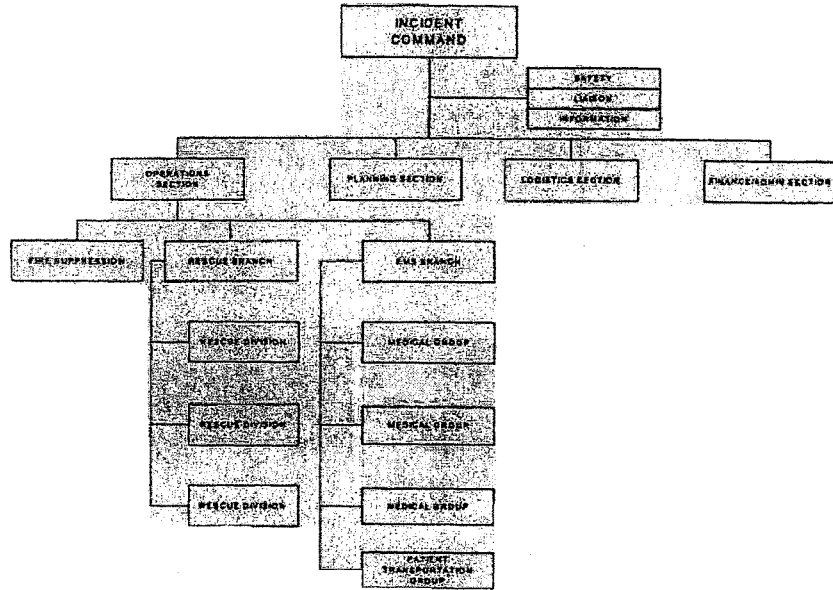 INCIDENT
COMMAND
SAFETY
LIAISON
INFORMATION
OPERATIONS
SECTION
PLANNING SECTION
LOGISTICS SECTION
FINANCE/ADMIN SECTION
FIRE SUPPRESSION
RESCUE BRANCH
EMS BRANCH
RESCUE DIVISION
MEDICAL GROUP
RESCUE DIVISION
MEDICAL GROUP
RESCUE DIVISION
MEDICAL GROUP
PATIENT
TRANSPORTATION
GROUP